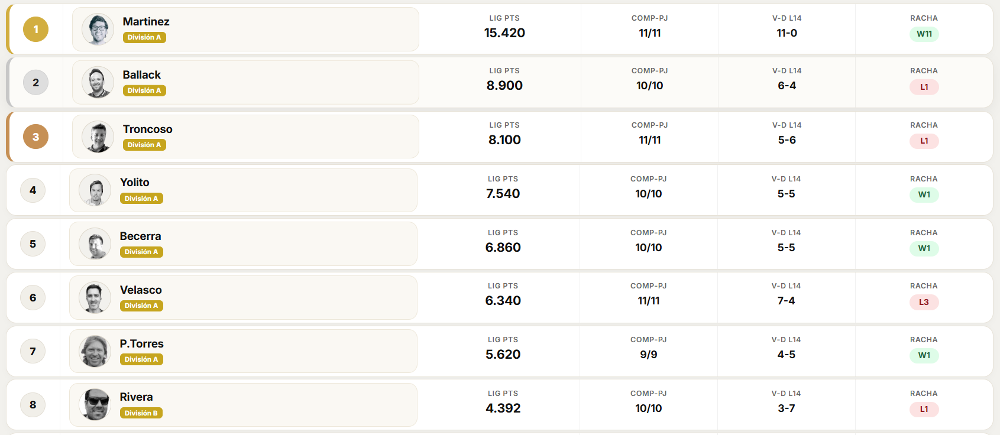 1
Martinez
División A
LIG PTS
15.420
COMP-PJ
11/11
V-D L14
11-0
RACHA
W11
2
Ballack
División A
LIG PTS
8.900
COMP-PJ
10/10
V-D L14
6-4
RACHA
L1
3
Troncoso
División A
LIG PTS
8.100
COMP-PJ
11/11
V-D L14
5-6
RACHA
L1
4
Yolito
División A
LIG PTS
7.540
COMP-PJ
10/10
V-D L14
5-5
RACHA
W1
5
Becerra
División A
LIG PTS
6.860
COMP-PJ
10/10
V-D L14
5-5
RACHA
W1
6
Velasco
División A
LIG PTS
6.340
COMP-PJ
11/11
V-D L14
7-4
RACHA
L3
7
P.Torres
División A
LIG PTS
5.620
COMP-PJ
9/9
V-D L14
4-5
RACHA
W1
8
Rivera
División B
LIG PTS
4.392
COMP-PJ
10/10
V-D L14
3-7
RACHA
L1